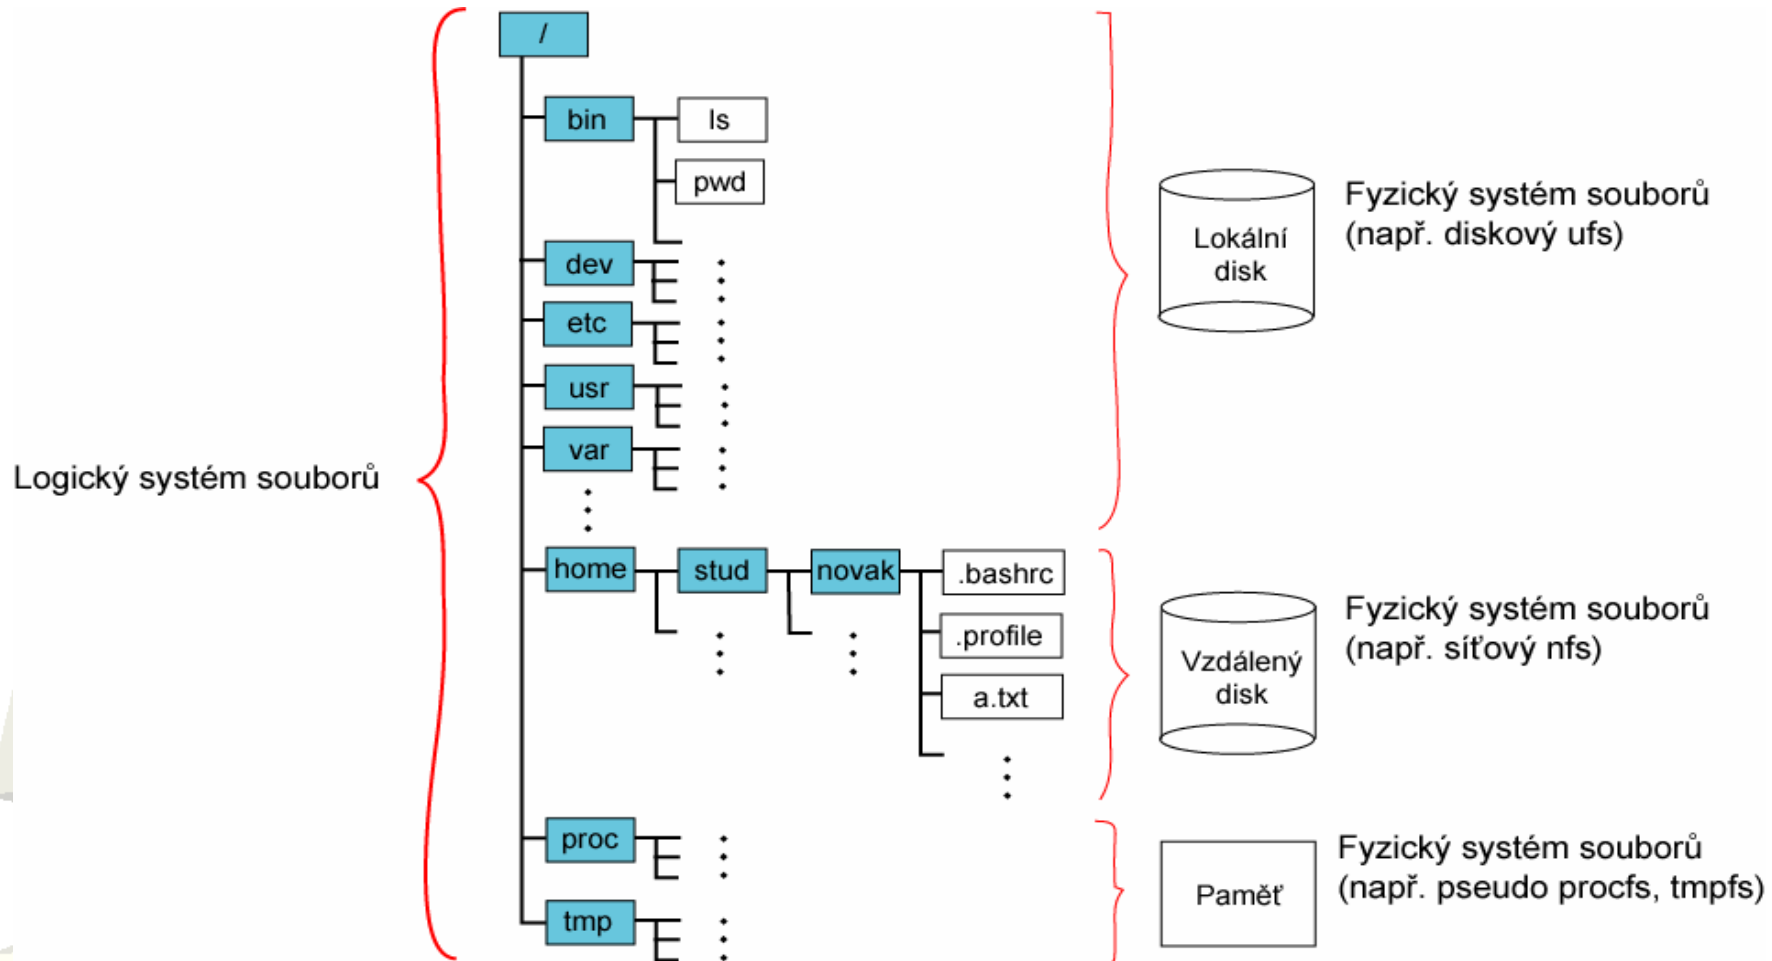 /
bin
ls
pwd
dev
etc
usr
var
Logický systém souborů
home
stud
novak
.bashrc
.profile
a.txt
proc
tmp
Lokální
disk
Fyzický systém souborů
(např. diskový ufs)
Vzdálený
disk
Fyzický systém souborů
(např. síťový nfs)
Paměť
Fyzický systém souborů
(např. pseudo procfs, tmpfs)